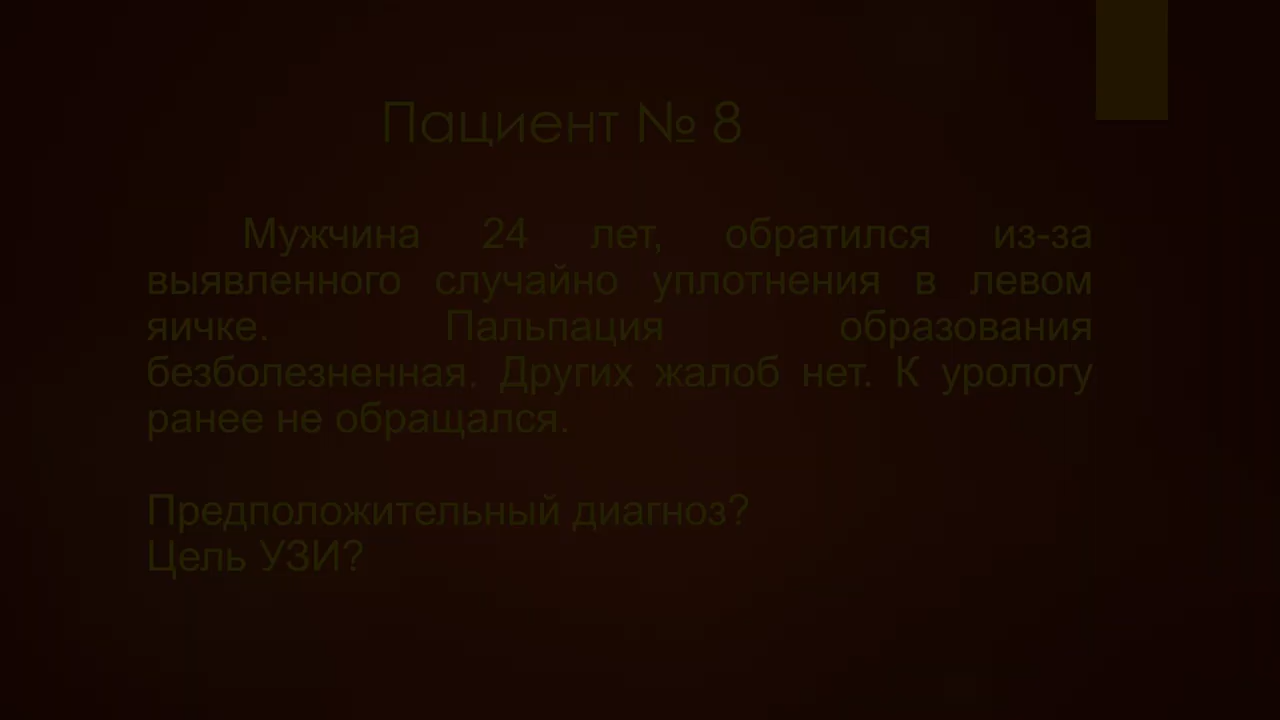 Пациент № 8
Мужчина 24 лет, обратился из-за
выявленного случайно уплотнения в левом
яичке. Пальпация образования
безболезненная. Других жалоб нет. К урологу
ранее не обращался.
Предположительный диагноз?
Цель УЗИ?